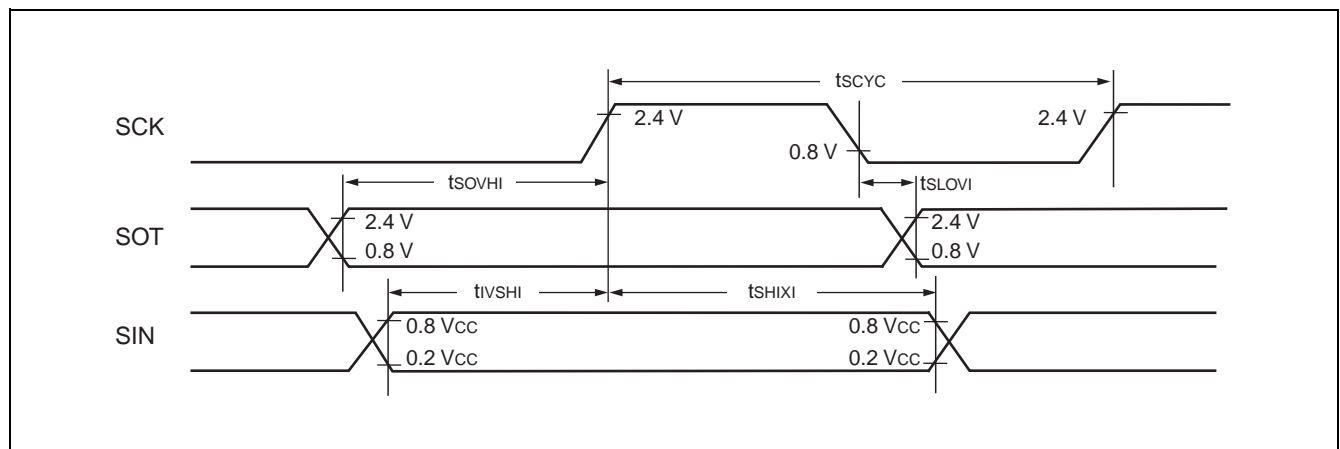 tSCYC
SCK
2.4 V
0.8 V
2.4 V
tSOVHI
tSLOVI
SOT
2.4 V
0.8 V
2.4 V
0.8 V
tIVSHI
tSHIXI
SIN
0.8 VCC
0.2 VCC
0.8 VCC
0.2 VCC